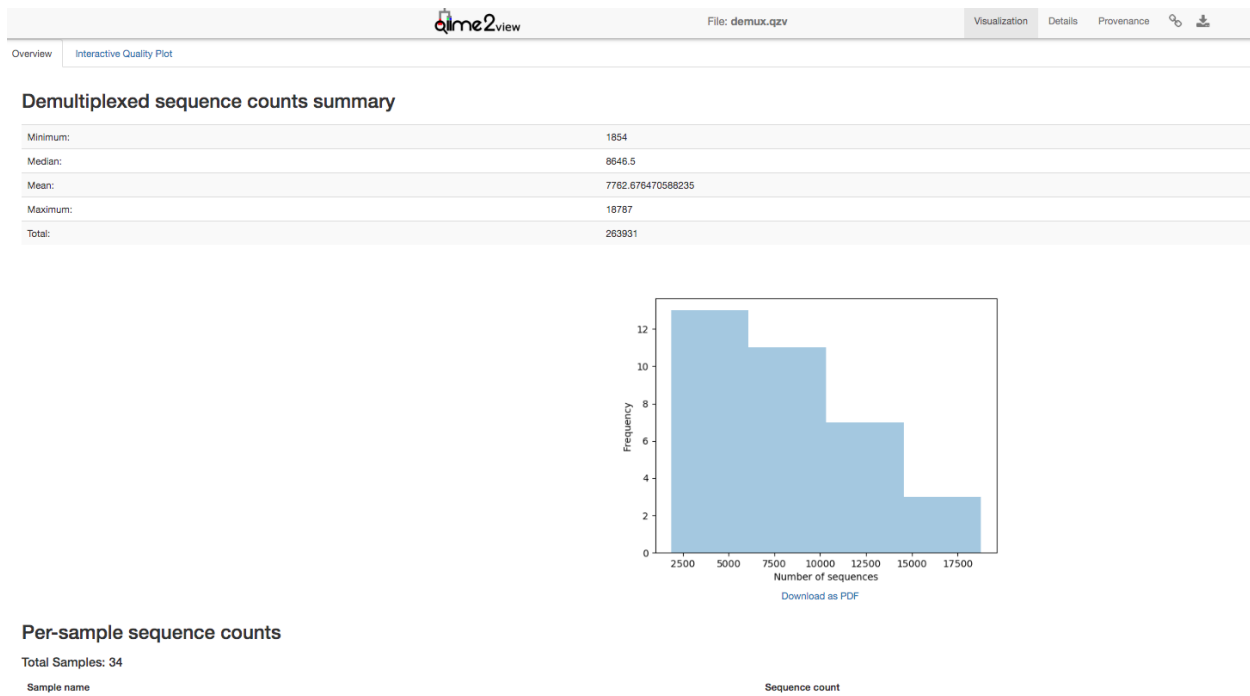 qiime2view File: demux.qzv Visualization Details Provenance
Overview Interactive Quality Plot
Demultiplexed sequence counts summary
Minimum: 1854
Median: 8646.5
Mean: 7762.676470588235
Maximum: 18787
Total: 263931
12
10
8
6
4
2
0
Frequency
2500 5000 7500 10000 12500 15000 17500
Number of sequences
Download as PDF
Per-sample sequence counts
Total Samples: 34
Sample name Sequence count